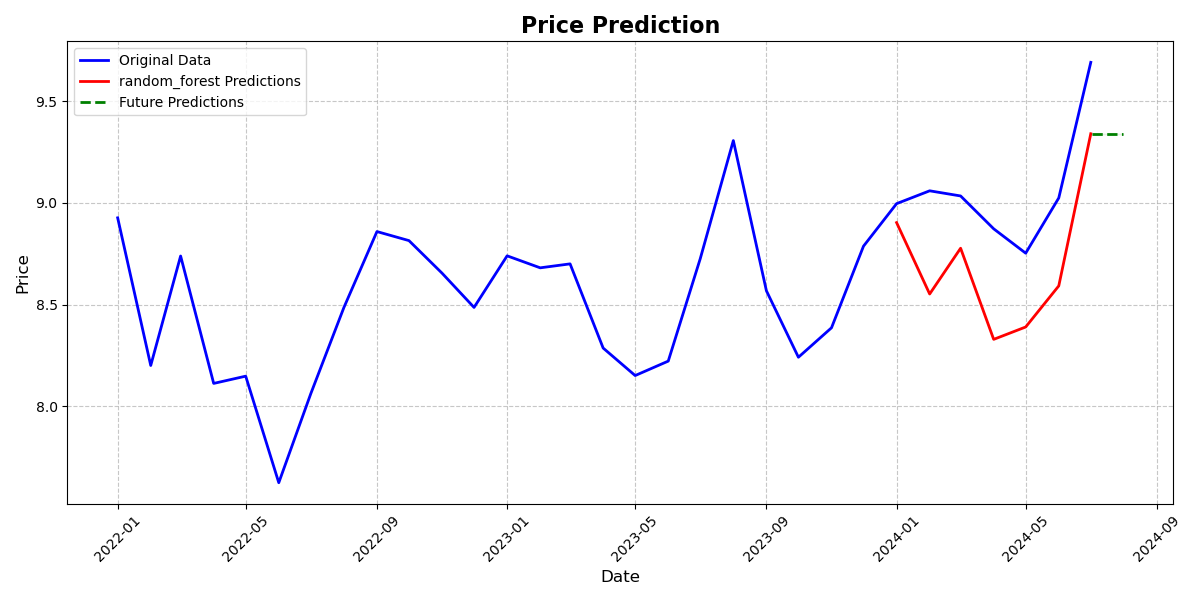 Price Prediction
Original Data
random_forest Predictions
Future Predictions
Price
9.5
9.0
8.5
8.0
2022-01
2022-05
2022-09
2023-01
2023-05
2023-09
2024-01
2024-05
2024-09
Date